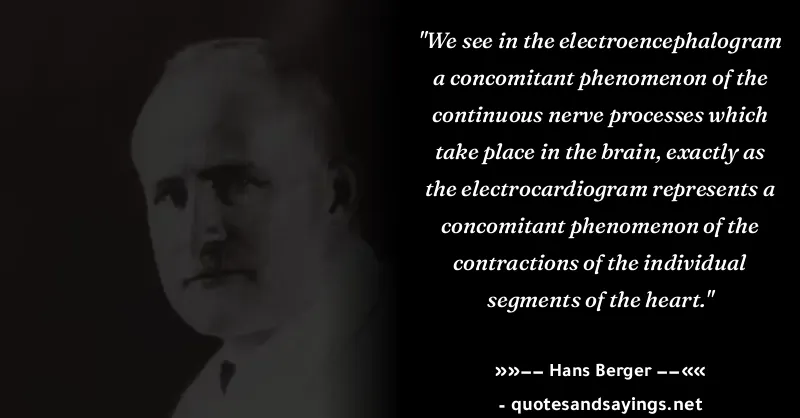 "We see in the electroencephalogram
a concomitant phenomenon of the
continuous nerve processes which
take place in the brain, exactly as
the electrocardiogram represents a
concomitant phenomenon of the
contractions of the individual
segments of the heart."
»»−− Hans Berger −−««
- quotesandsayings.net